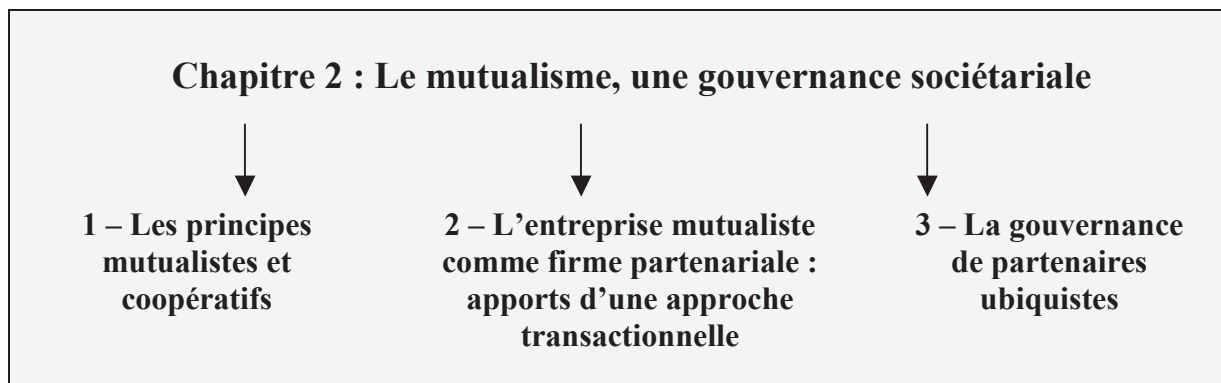 Chapitre 2 : Le mutualisme, une gouvernance sociétariale
1 – Les principes
mutualistes et
coopératifs
2 – L’entreprise mutualiste
comme firme partenariale :
apports d’une approche
transactionnelle
3 – La gouvernance
de partenaires
ubiquistes